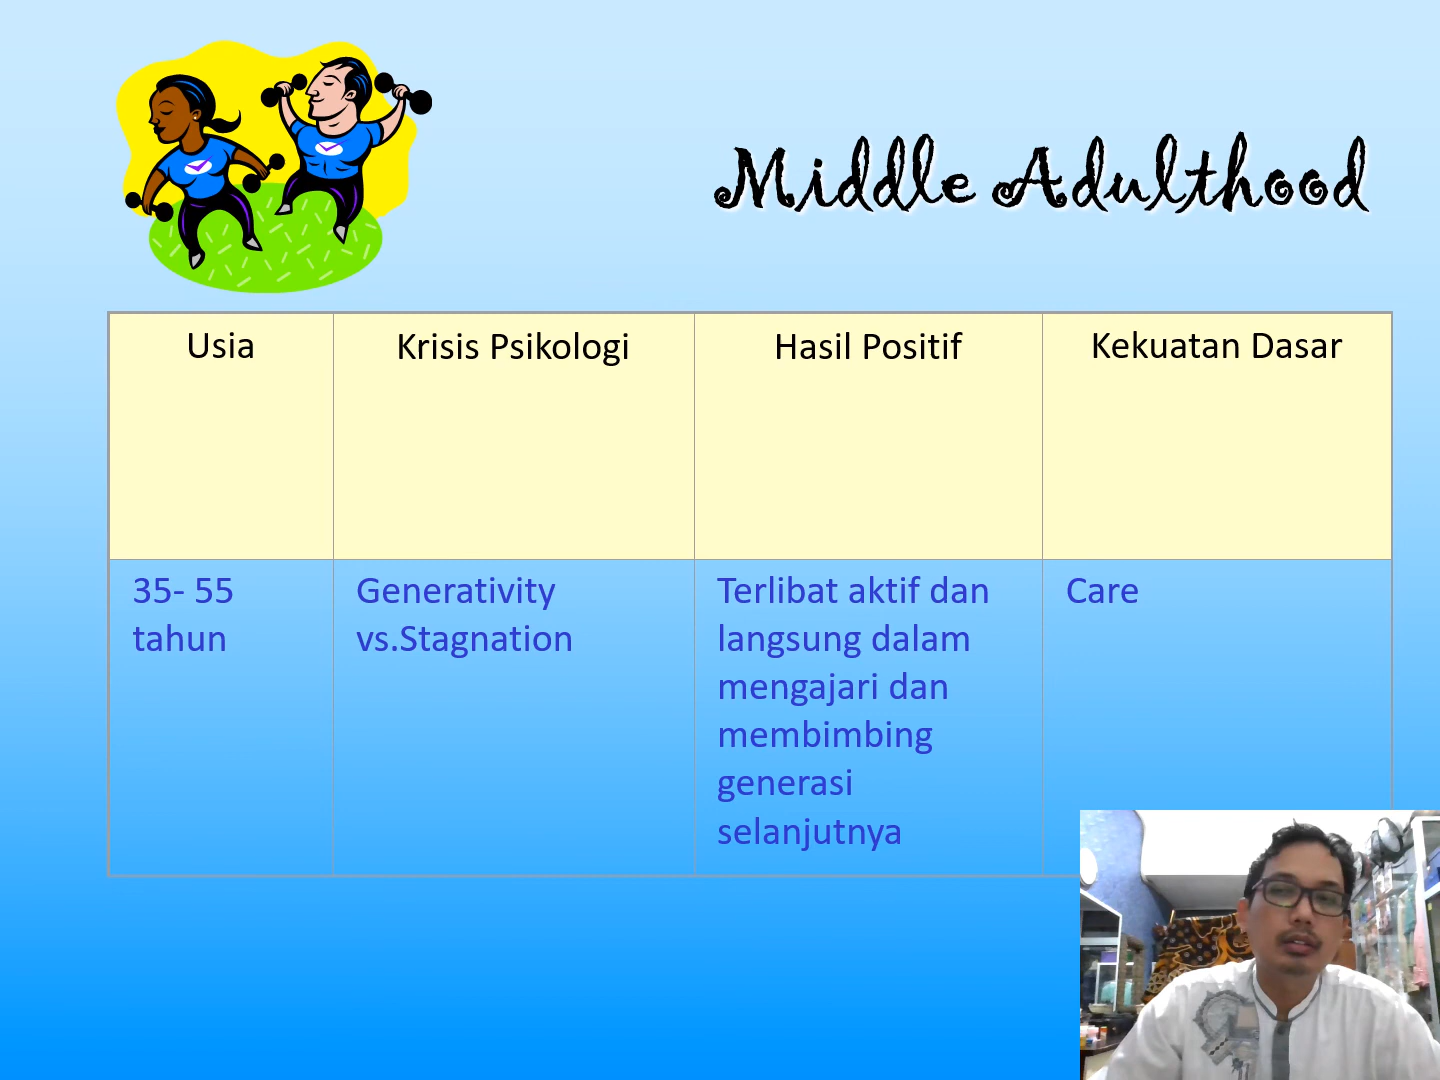 Middle Adulthood
Usia
Krisis Psikologi
Hasil Positif
Kekuatan Dasar
35- 55
tahun
Generativity
vs.Stagnation
Terlibat aktif dan
langsung dalam
mengajari dan
membimbing
generasi
selanjutnya
Care